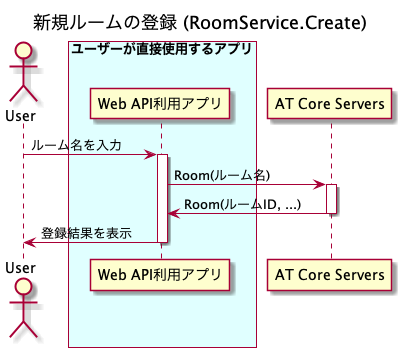 新規ルームの登録 (RoomService.Create)
ユーザーが直接使用するアプリ
User
Web API利用アプリ
AT Core Servers
ルーム名を入力
Room(ルーム名)
Room(ルームID, ...)
登録結果を表示
User
Web API利用アプリ
AT Core Servers